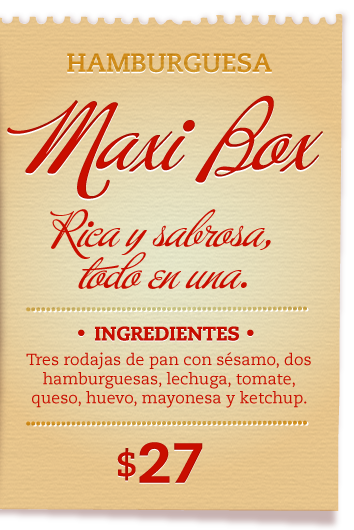 HAMBURGUESA
Maxi Box
Rica y sabrosa,
todo en una.
• INGREDIENTES •
Tres rodajas de pan con sésamo, dos
hamburguesas, lechuga, tomate,
queso, huevo, mayonesa y ketchup.
$27